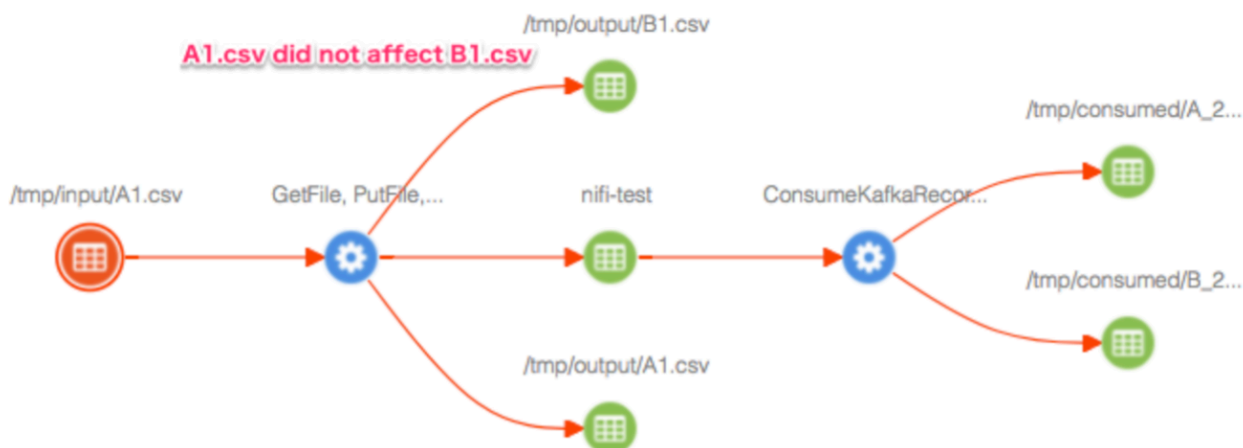 /tmp/output/B1.csv
A1.csv did not affect B1.csv
/tmp/consumed/A_2...
/tmp/input/A1.csv
GetFile, PutFile,...
nifi-test
ConsumeKafkaRecor...
/tmp/consumed/B_2...
/tmp/output/A1.csv